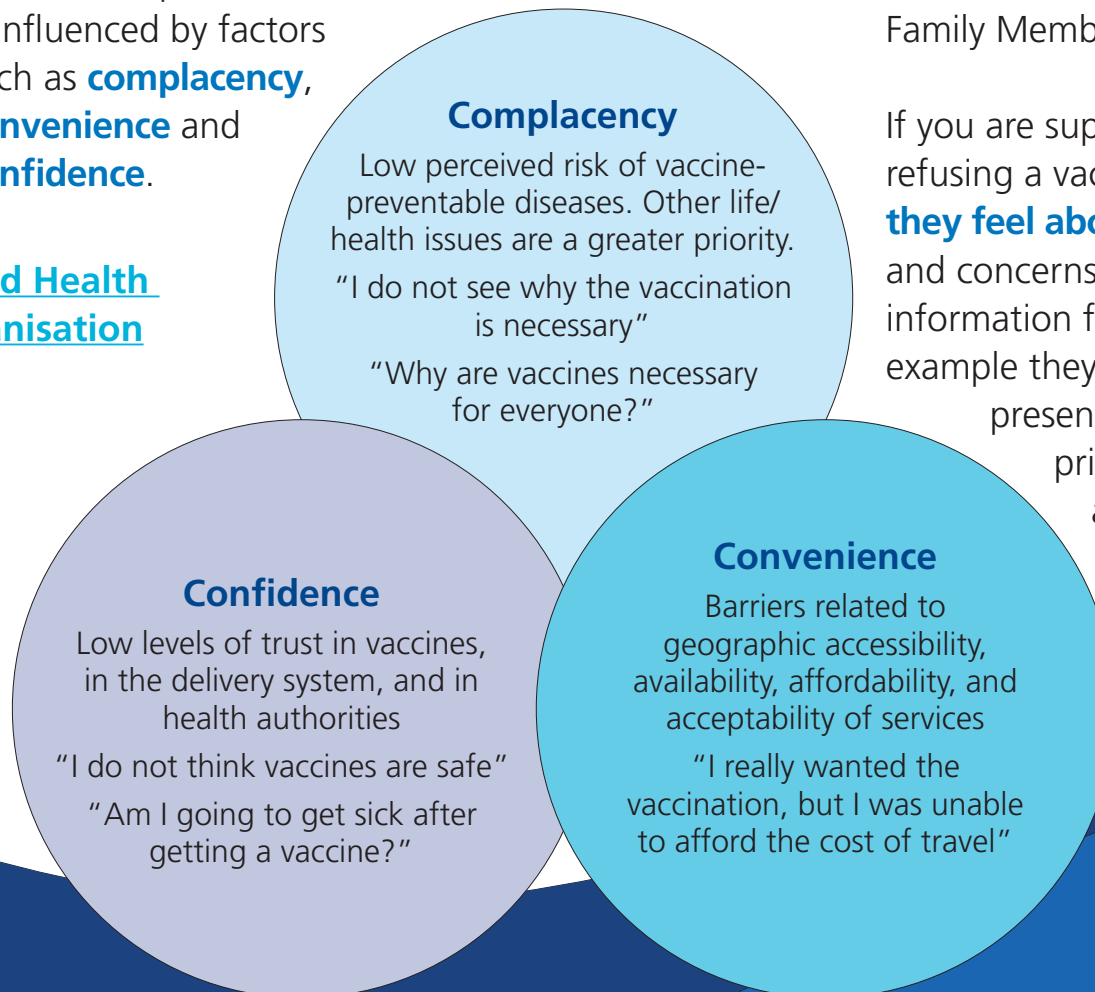 nfluenced by factors
ch as complacency,
nvenience and
nfidence.
d Health
nisation
Complacency
Low perceived risk of vaccine-
preventable diseases. Other life/
health issues are a greater priority.
“I do not see why the vaccination
is necessary”
“Why are vaccines necessary
for everyone?”
Confidence
Low levels of trust in vaccines,
in the delivery system, and in
health authorities
“I do not think vaccines are safe”
“Am I going to get sick after
getting a vaccine?”
Convenience
Barriers related to
geographic accessibility,
availability, affordability, and
acceptability of services
“I really wanted the
vaccination, but I was unable
to afford the cost of travel”
Family Memb
If you are sup
refusing a vac
they feel abo
and concerns
information f
example they
presen
pri
a